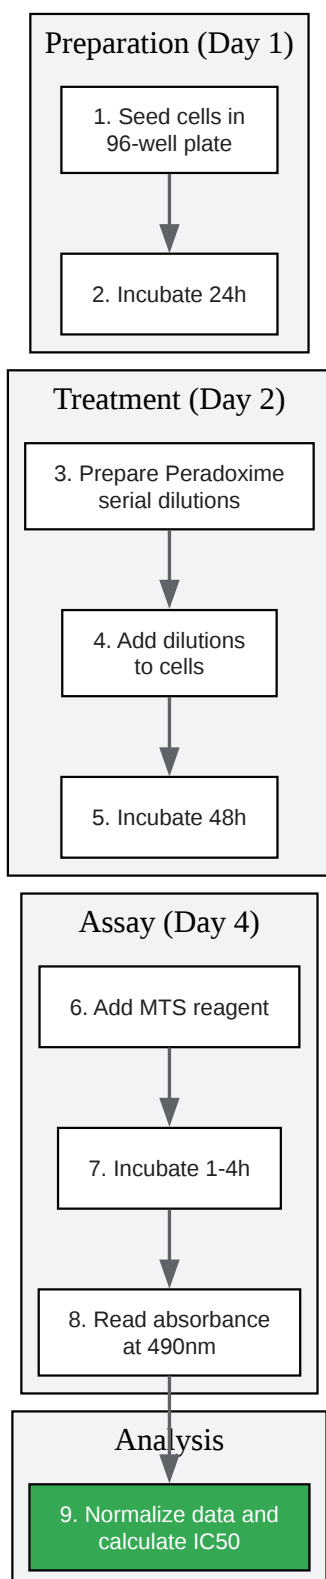 Preparation (Day 1)
1. Seed cells in
96-well plate
2. Incubate 24h
Treatment (Day 2)
3. Prepare Peradoxime
serial dilutions
4. Add dilutions
to cells
5. Incubate 48h
Assay (Day 4)
6. Add MTS reagent
7. Incubate 1-4h
8. Read absorbance
at 490nm
Analysis
9. Normalize data and
calculate IC50